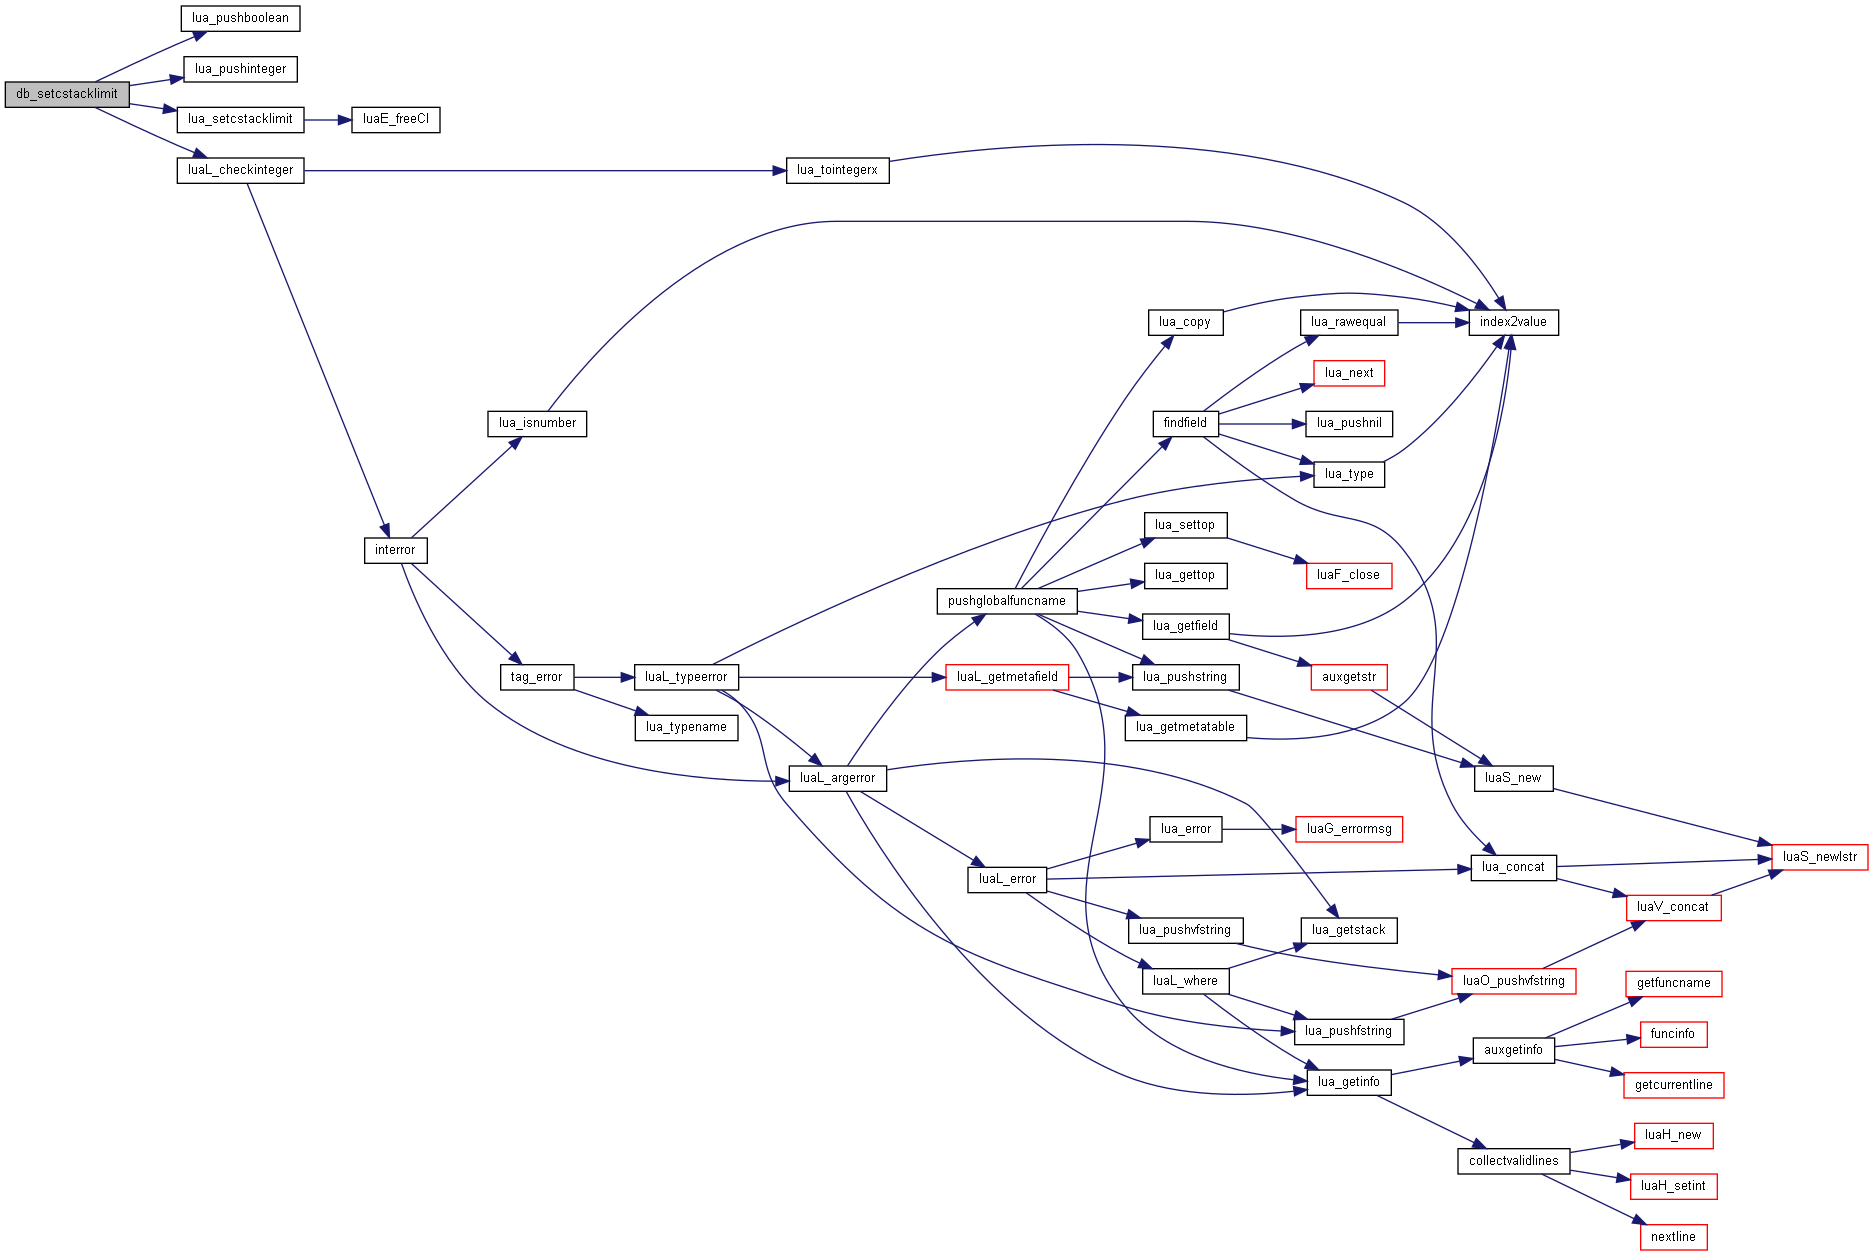 lua_pushboolean
lua_pushinteger
db_setcstacklimit
lua_setcstacklimit
luaE_freeCI
luaL_checkinteger
lua_tointegerx
lua_copy
lua_rawequal
index2value
lua_next
lua_isnumber
findfield
lua_pushnil
lua_type
lua_settop
interror
lua_gettop
luaF_close
pushglobalfuncname
lua_getfield
tag_error
luaL_typeerror
luaL_getmetafield
lua_pushstring
auxgetstr
lua_typename
lua_getmetatable
luaL_argerror
luaS_new
lua_error
luaG_errormsg
luaS_newlstr
luaL_error
lua_concat
luaV_concat
lua_pushvfstring
lua_getstack
luaL_where
luaO_pushvfstring
getfuncname
lua_pushfstring
funcinfo
auxgetinfo
lua_getinfo
getcurrentline
luaH_new
collectvalidlines
luaH_setint
nextline